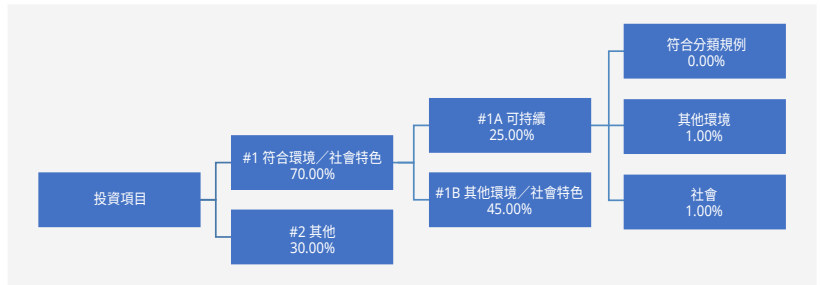 投資項目
#1 符合環境／社會特色
70.00%
#2 其他
30.00%
#1A 可持續
25.00%
#1B 其他環境／社會特色
45.00%
符合分類規例
0.00%
其他環境
1.00%
社會
1.00%